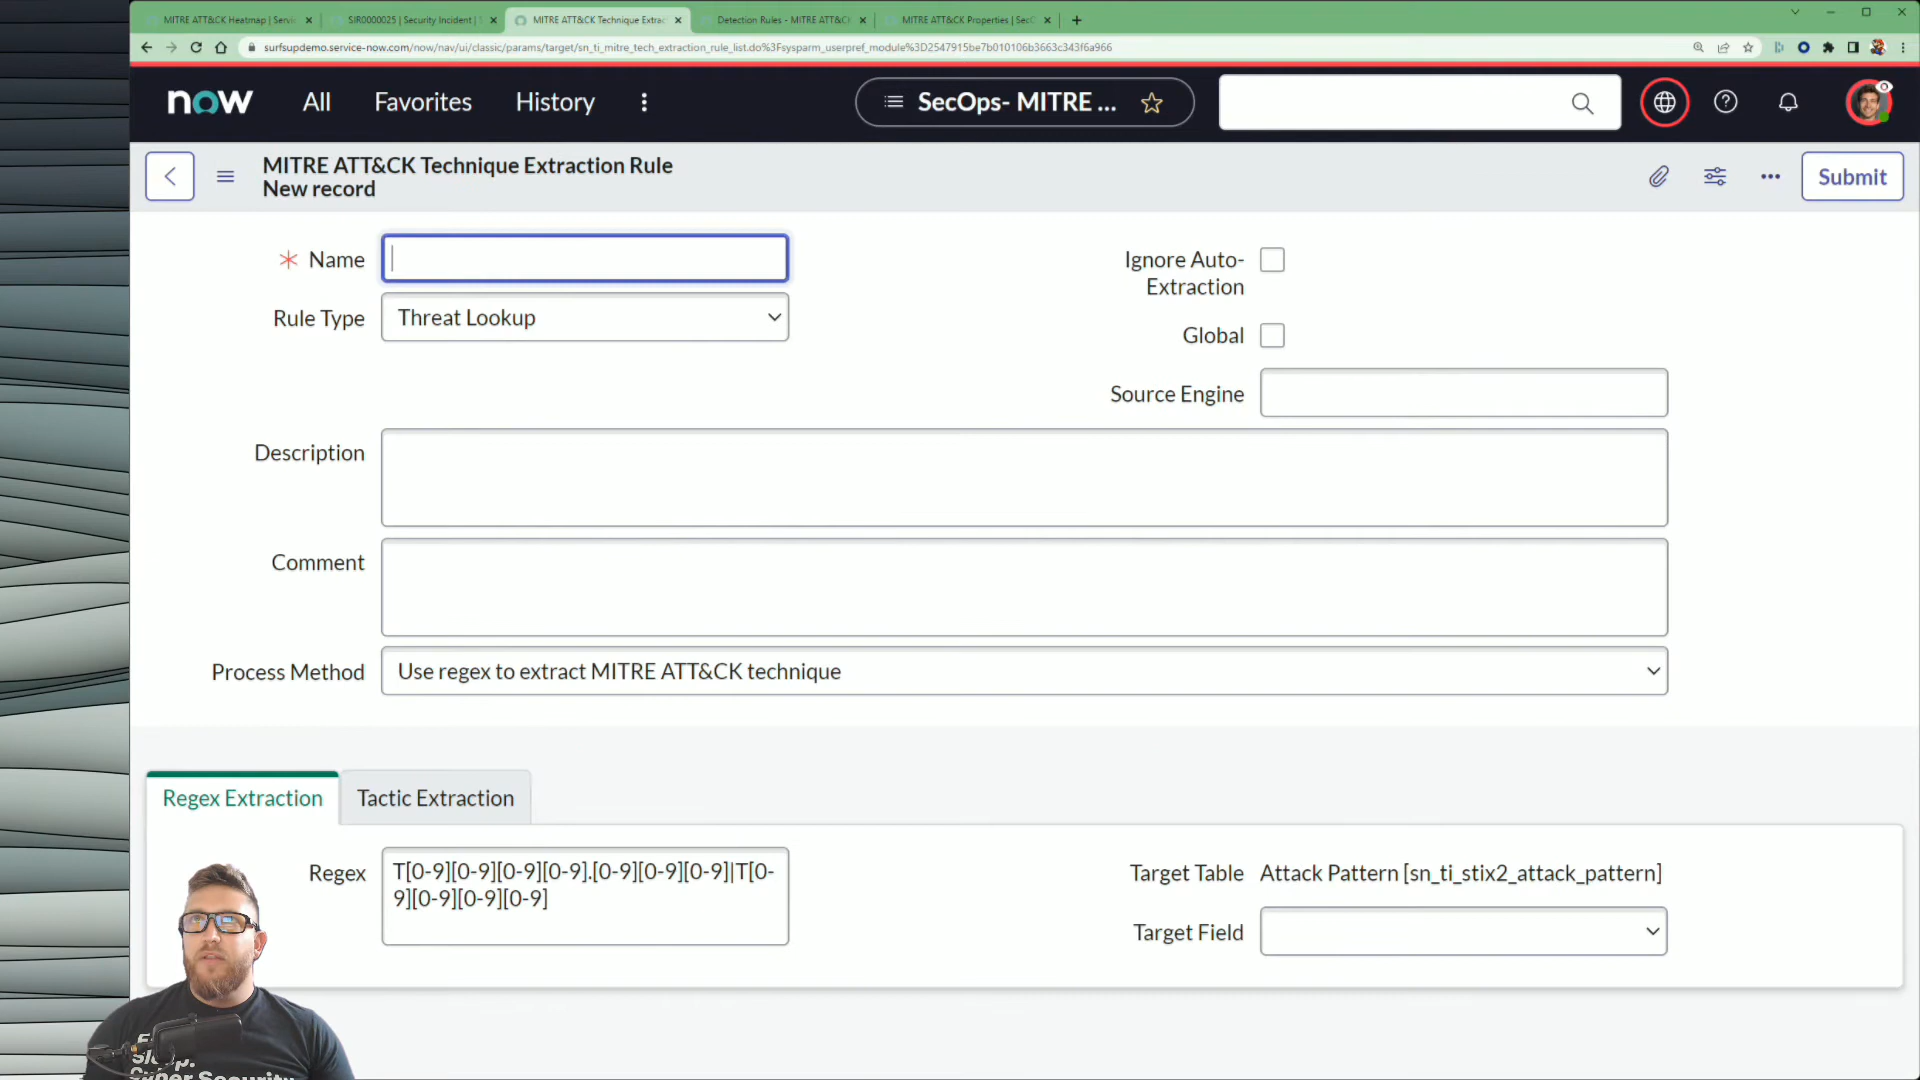 MITRE ATT&CK Heatmap | Servi
SIR0000025 | Security Incident |
MITRE ATT&CK Technique Extrac
Detection Rules - MITRE ATT&C
MITRE ATT&CK Properties | Sec
surfsupdemo.service-now.com/now/nav/ui/classic/params/target/sn_ti_mitre_tech_extraction_rule_list.do%3Fsysparm_userpref_module%3D2547915be7b010106b3663c343f6a966
now
All
Favorites
History
SecOps- MITRE ...
MITRE ATT&CK Technique Extraction Rule
New record
Submit
Name
Ignore Auto-
Extraction
Rule Type
Threat Lookup
Global
Source Engine
Description
Comment
Process Method
Use regex to extract MITRE ATT&CK technique
Regex Extraction
Tactic Extraction
Regex
T[0-9][0-9][0-9][0-9].[0-9][0-9][0-9]|T[0-
9][0-9][0-9][0-9]
Target Table
Attack Pattern [sn_ti_stix2_attack_pattern]
Target Field
Security